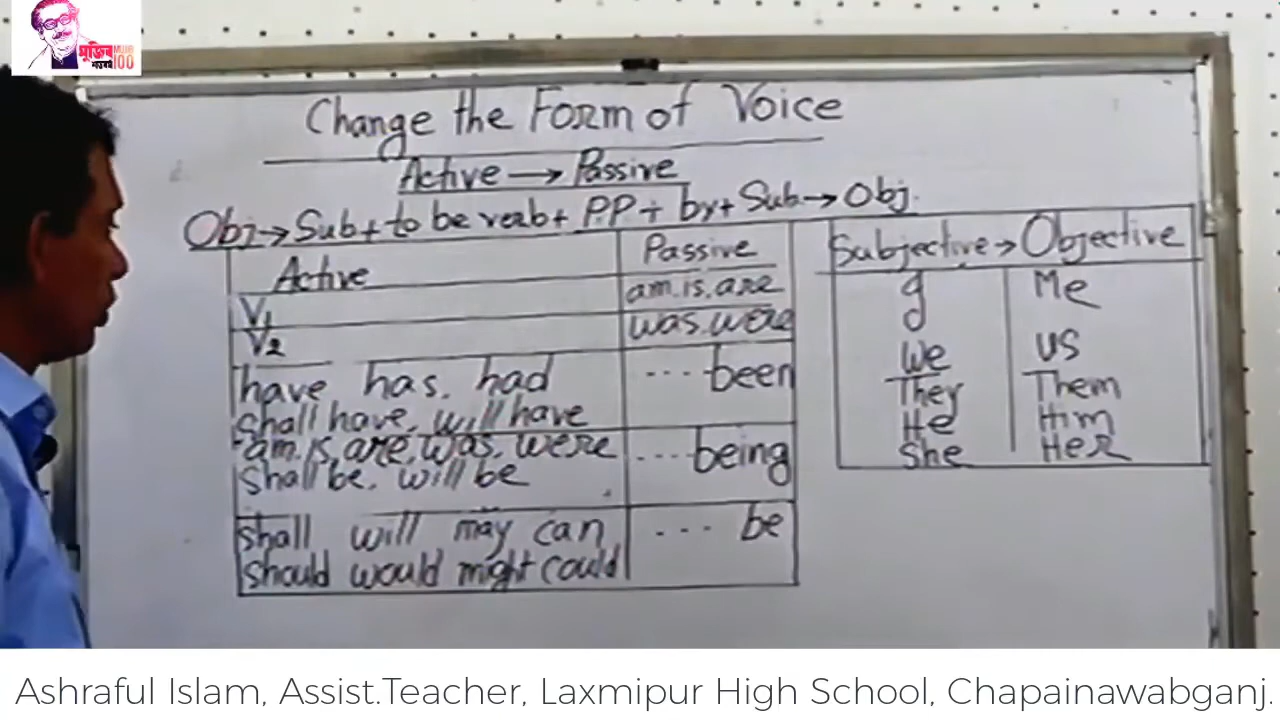 মুজিব
শতবর্ষ
MUJIB
100
Change the Form of Voice
Active → Passive
Obj → Sub + to be verb + P.P + by + Sub → Obj.
Active Passive
V1 am. is. are
V2 was. were
have has. had .... been
shall have, will have
am. is, are, was. were .... being
shall be. will be
shall will may can ... be
should would might could
Subjective → Objective
I Me
We us
They Them
He Him
She Her
Ashraful Islam, Assist.Teacher, Laxmipur High School, Chapainawabganj.